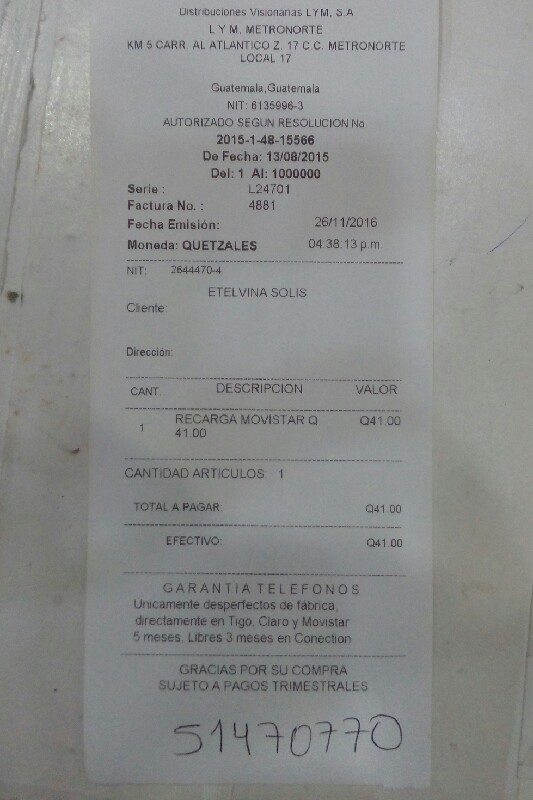 Distribuciones Visionarias LYM, S.A
L Y M, METRONORTE
KM 5 CARR. AL ATLANTICO Z. 17 C.C. METRONORTE
LOCAL 17
Guatemala,Guatemala
NIT: 6135996-3
AUTORIZADO SEGUN RESOLUCION No
2015-1-48-15566
De Fecha: 13/08/2015
Del: 1 Al: 1000000
Serie : L24701
Factura No. : 4881
Fecha Emisión: 26/11/2016
Moneda: QUETZALES 04:38:13 p.m.
NIT: 2644470-4
ETELVINA SOLIS
Cliente:
Dirección:
CANT. DESCRIPCION VALOR
1 RECARGA MOVISTAR Q Q41.00
41.00
CANTIDAD ARTICULOS: 1
TOTAL A PAGAR: Q41.00
EFECTIVO: Q41.00
GARANTIA TELEFONOS
Unicamente desperfectos de fábrica,
directamente en Tigo, Claro y Movistar
5 meses, Libres 3 meses en Conection
GRACIAS POR SU COMPRA
SUJETO A PAGOS TRIMESTRALES
51470770